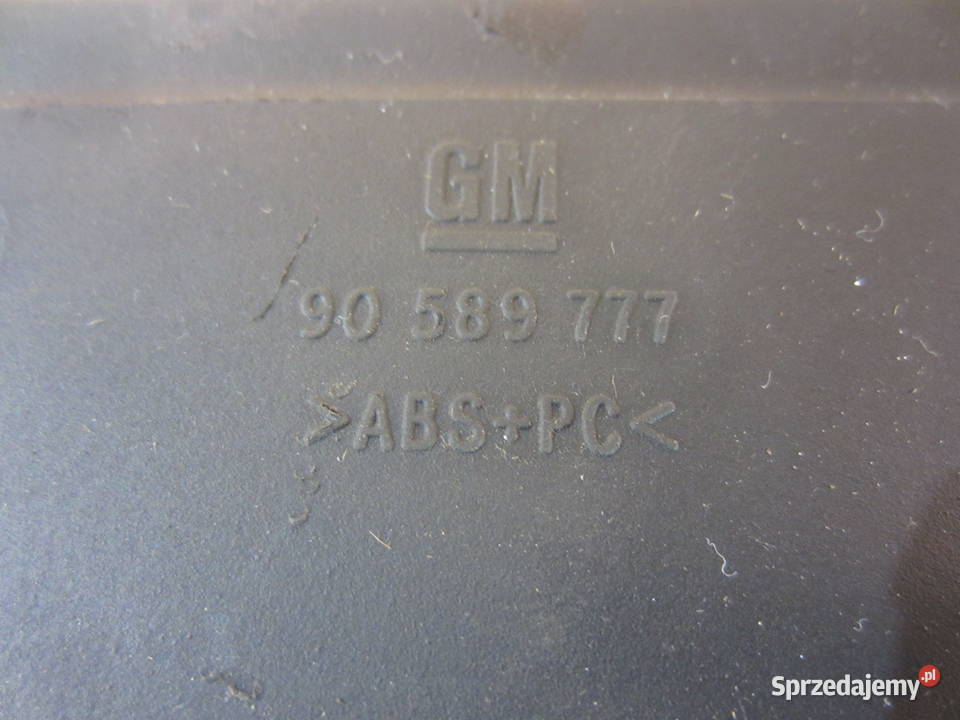 GM
90 589 777
>ABS+PC<
Sprzedajemy.pl